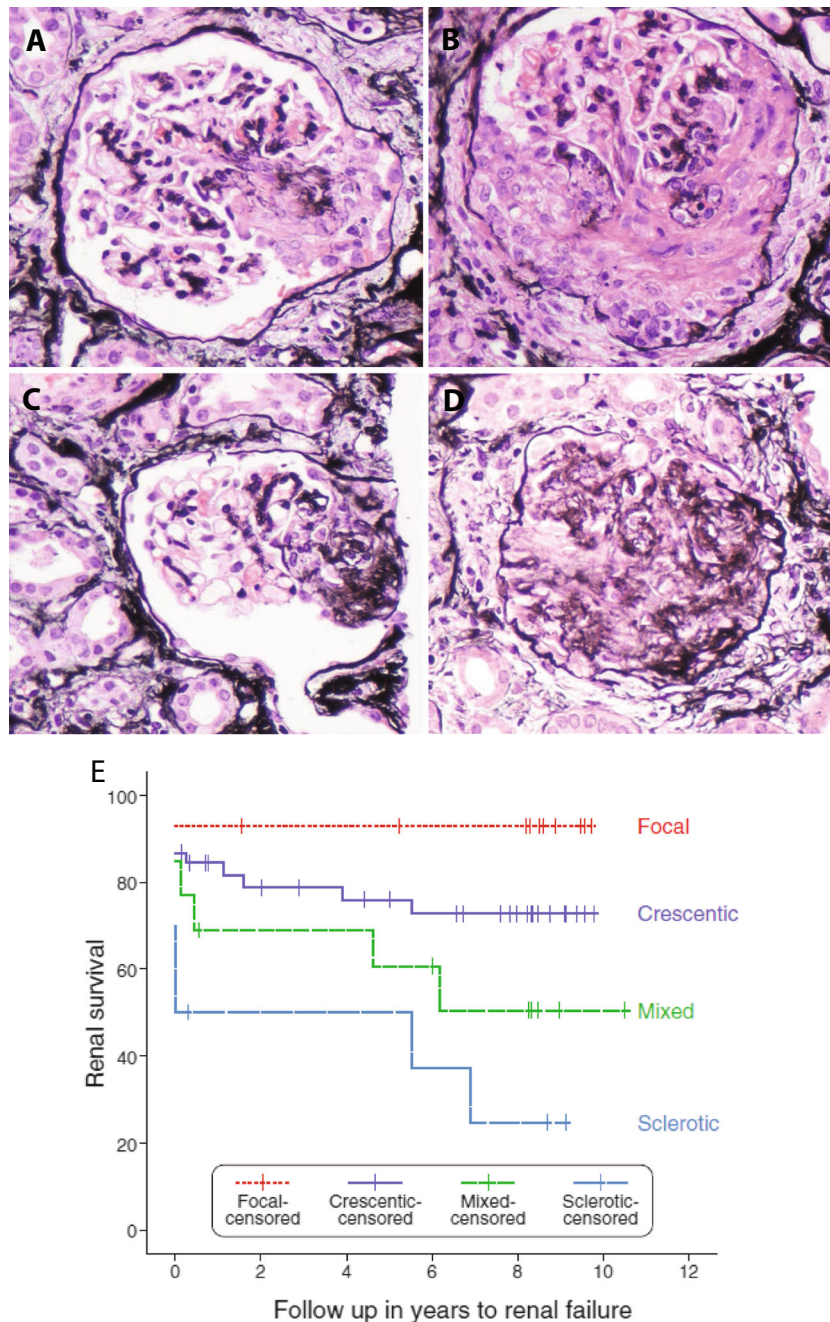 A
B
C
D
E
100
80
60
40
20
0
Renal survival
Focal
Crescentic
Mixed
Sclerotic
Focal-
censored
Crescentic-
censored
Mixed-
censored
Sclerotic-
censored
0 2 4 6 8 10 12
Follow up in years to renal failure